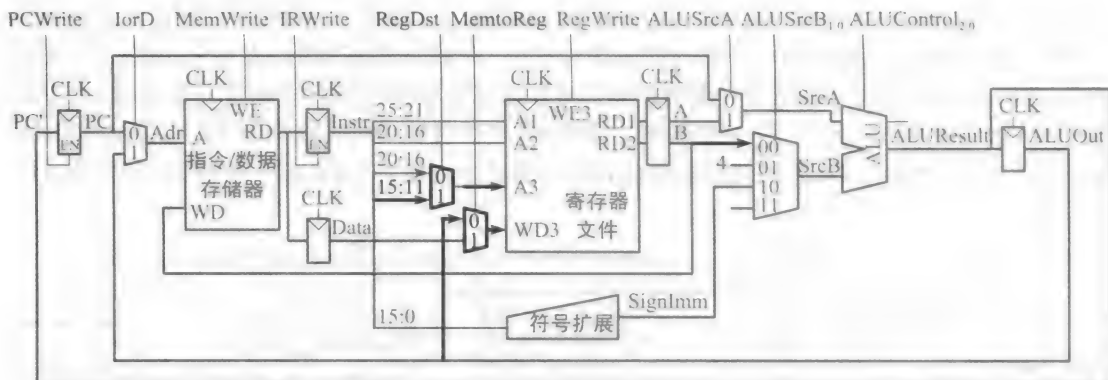 PCWrite IorD MemWrite IRWrite RegDst MemtoReg RegWrite ALUSrcA ALUSrcB1:0 ALUControl2:0
CLK CLK CLK CLK CLK CLK
PC' PC EN 0 1 Adr A WE RD
指令/数据
存储器
WD
EN Instr
25:21
20:16
20:16
15:11
0 1
A1 WE3 RD1
A2 RD2
A3
寄存器
WD3 文件
A
B
0 1
SrcA
4
00
01
10
11
SrcB
ALU
ALUResult
ALUOut
CLK
Data
0 1
SignImm
15:0
符号扩展